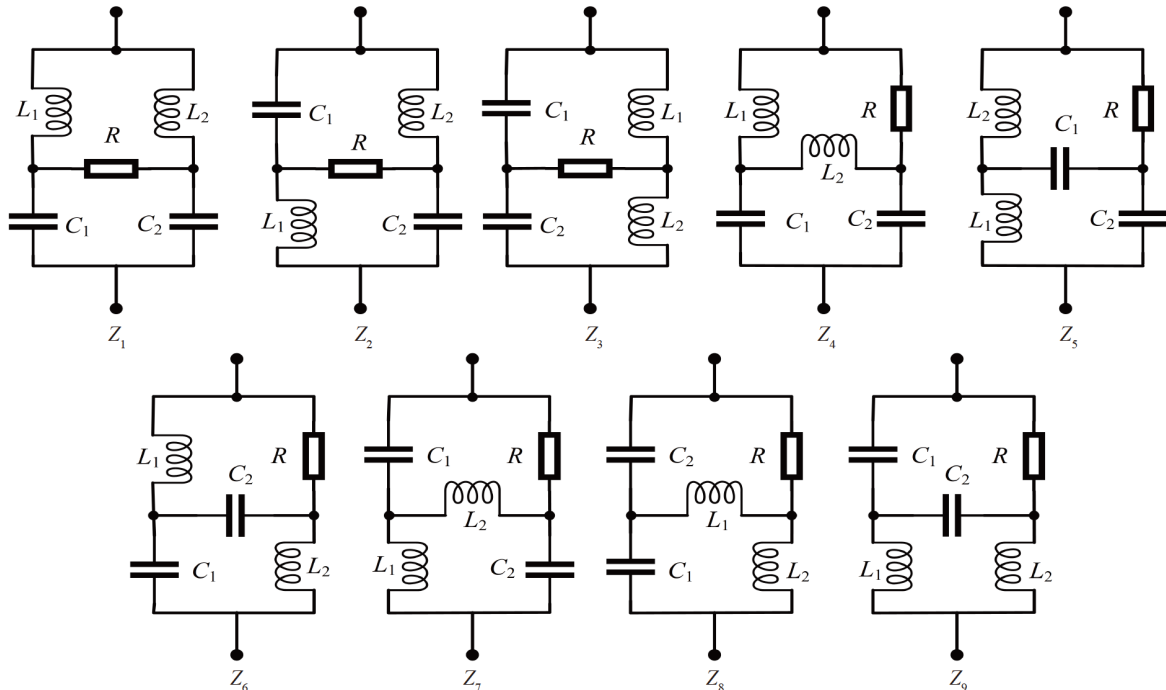 L₁ L₂ R C₁ C₂ Z₁
C₁ L₂ R L₁ C₂ Z₂
C₁ L₁ R C₂ L₂ Z₃
L₁ R L₂ C₁ C₂ Z₄
L₂ R C₁ L₁ C₂ Z₅
L₁ R C₂ C₁ L₂ Z₆
C₁ R L₂ L₁ C₂ Z₇
C₂ R L₁ C₁ L₂ Z₈
C₁ R C₂ L₁ L₂ Z₉